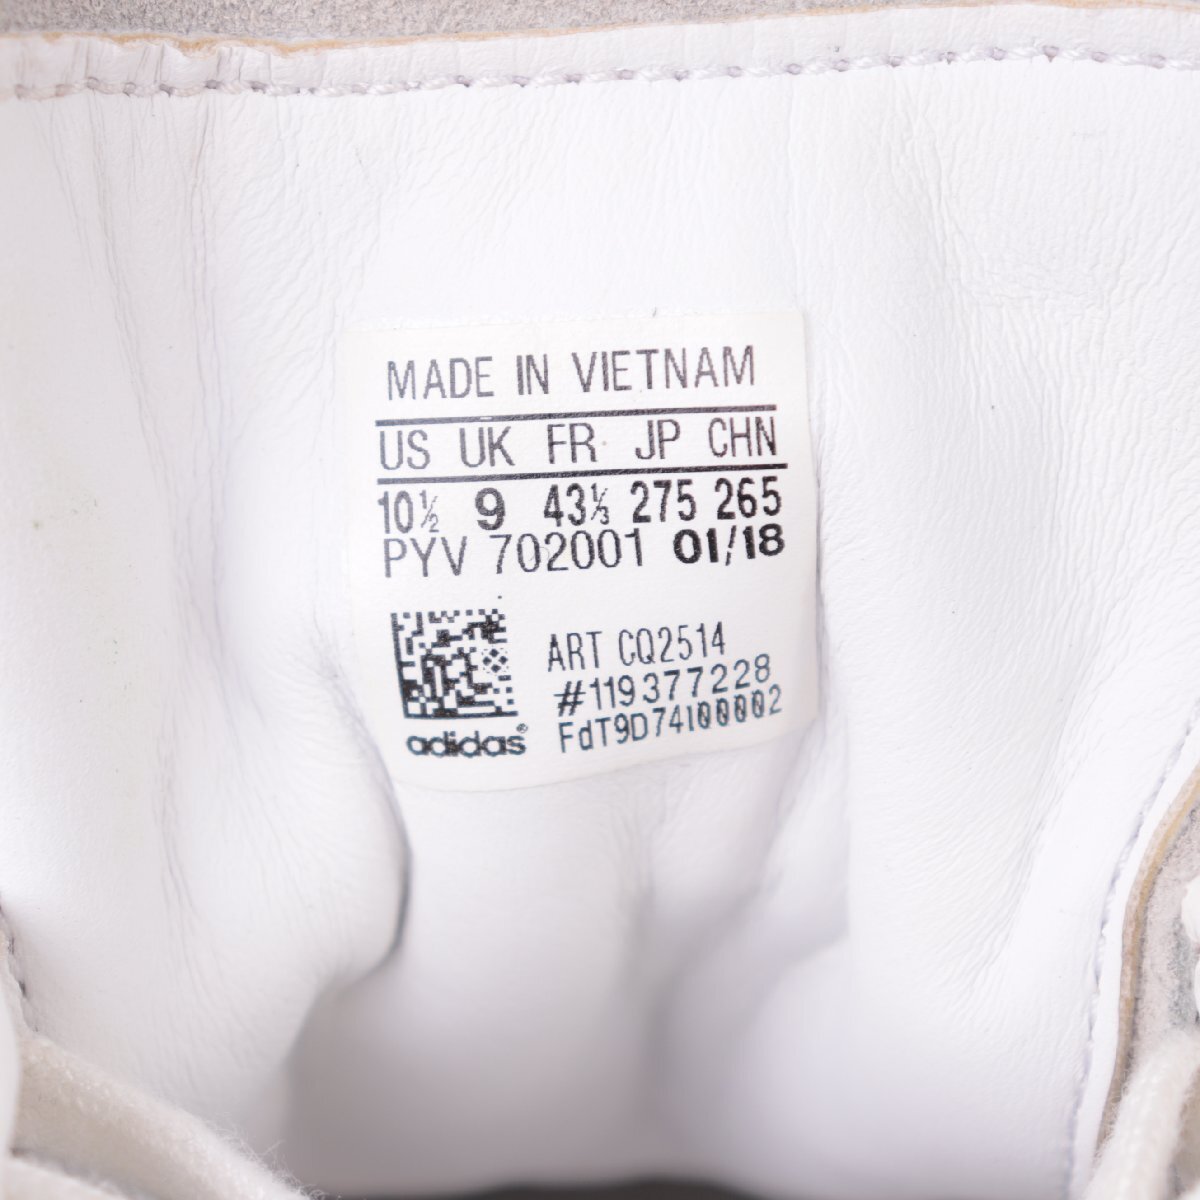 MADE IN VIETNAM
US UK FR JP CHN
10½ 9 43⅓ 275 265
PYV 702001 01/18
ART CQ2514
#119377228
FdT9D74I00002
adidas®